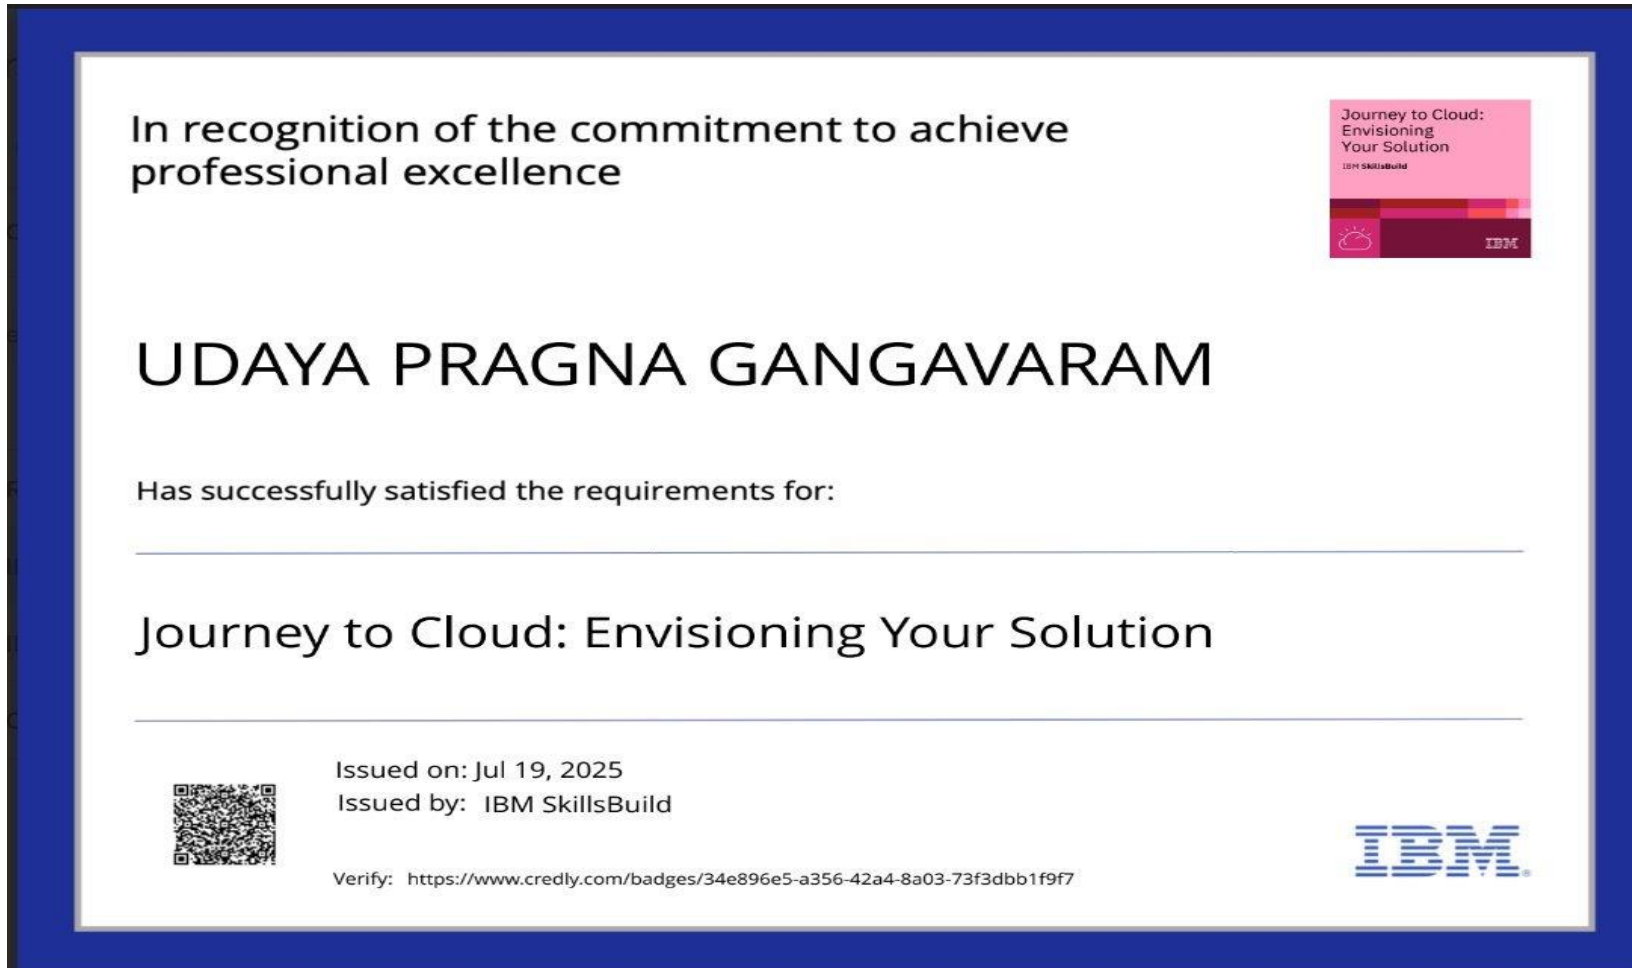 In recognition of the commitment to achieve
professional excellence
Journey to Cloud:
Envisioning
Your Solution
IBM SkillsBuild
IBM
UDAYA PRAGNA GANGAVARAM
Has successfully satisfied the requirements for:
Journey to Cloud: Envisioning Your Solution
Issued on: Jul 19, 2025
Issued by: IBM SkillsBuild
Verify: https://www.credly.com/badges/34e896e5-a356-42a4-8a03-73f3dbb1f9f7
IBM®